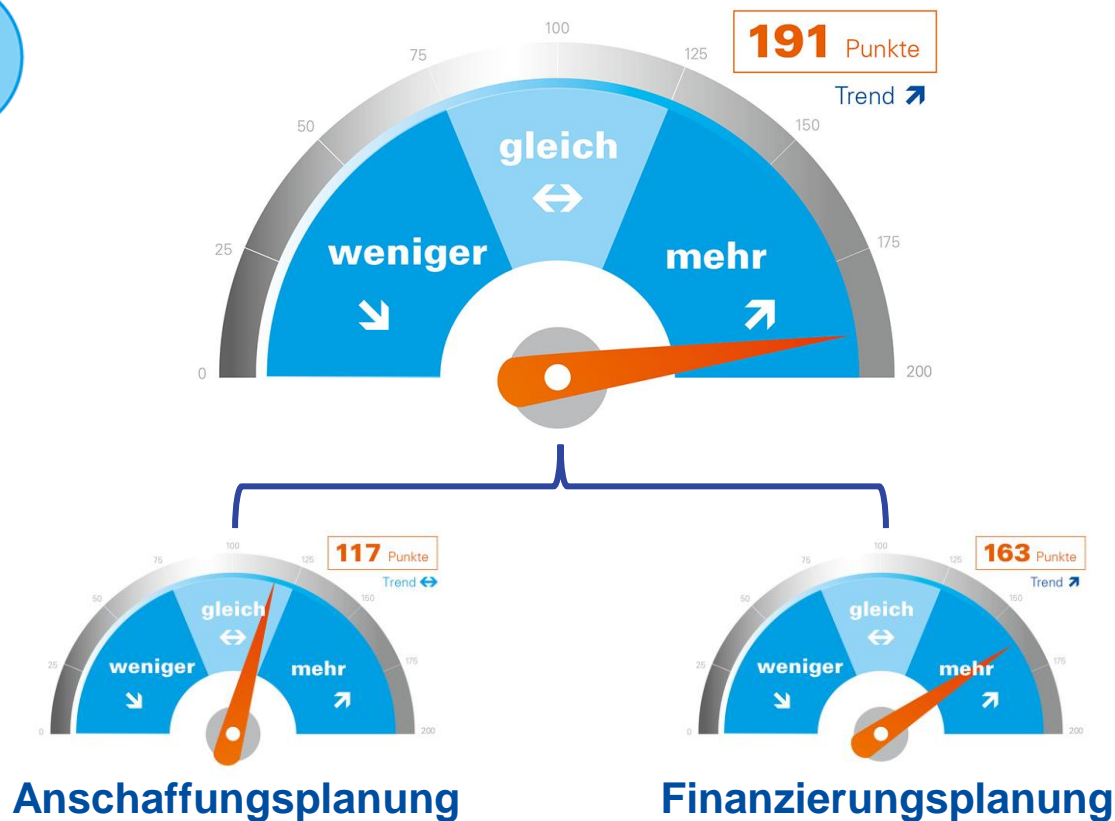 100
191 Punkte
75
125
Trend
50
150
gleich
25
weniger
mehr
175
0
200
100
117 Punkte
75
125
Trend
50
150
gleich
25
weniger
mehr
175
0
200
100
163 Punkte
75
125
Trend
50
150
gleich
25
weniger
mehr
175
0
200
Anschaffungsplanung
Finanzierungsplanung